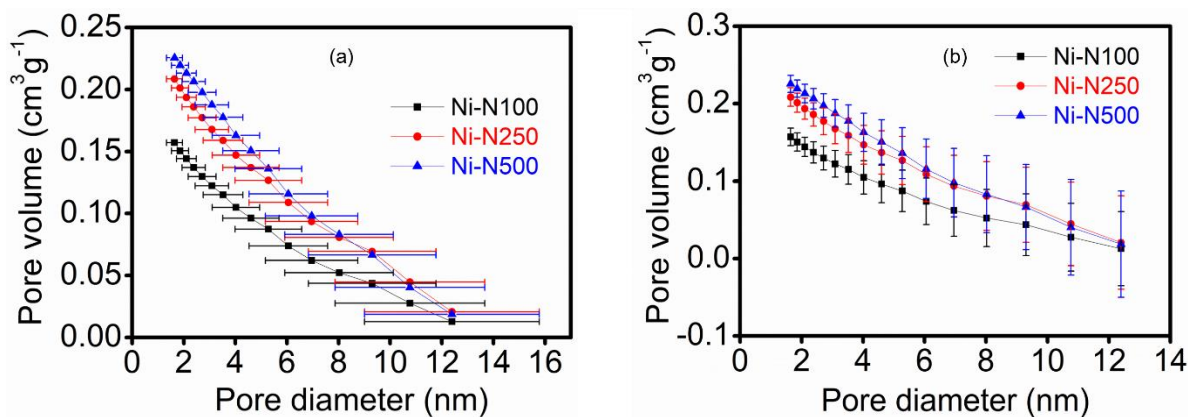 (a)
Ni-N100
Ni-N250
Ni-N500
Pore volume (cm³g⁻¹)
0.25
0.20
0.15
0.10
0.05
0.00
0 2 4 6 8 10 12 14 16
Pore diameter (nm)
(b)
Ni-N100
Ni-N250
Ni-N500
Pore volume (cm³g⁻¹)
0.3
0.2
0.1
0.0
-0.1
0 2 4 6 8 10 12 14
Pore diameter (nm)